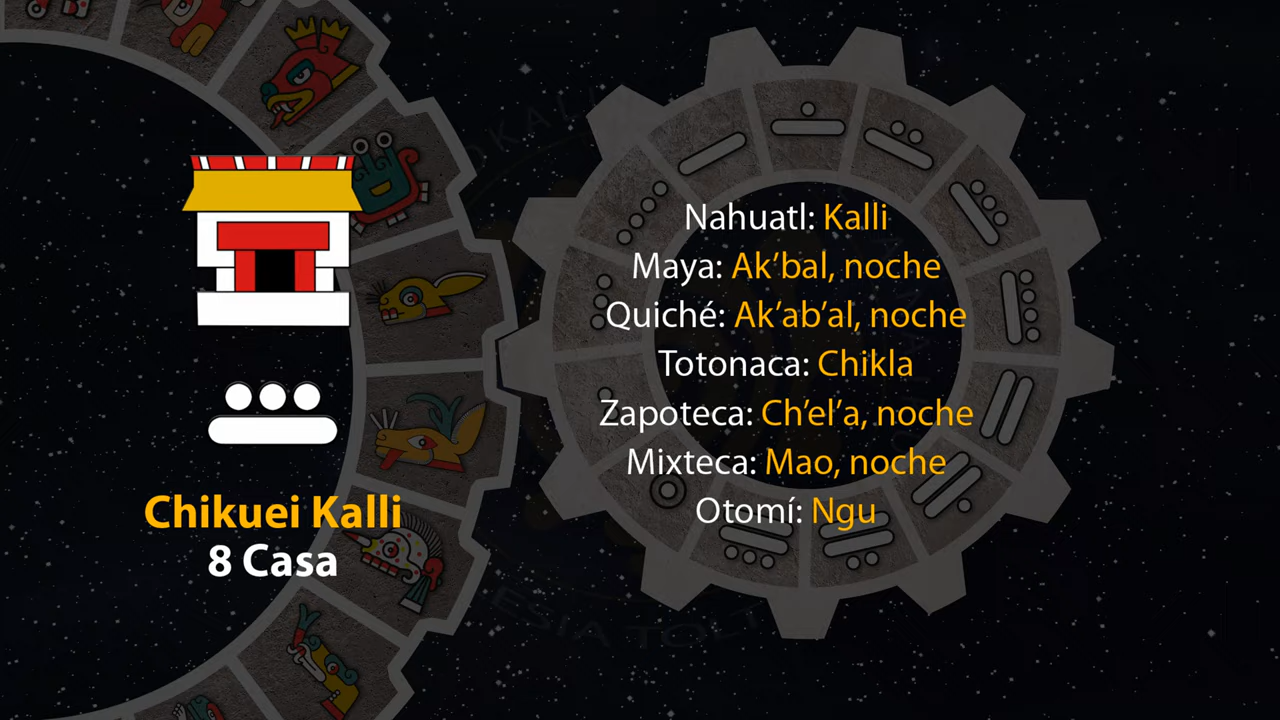 Chikuei Kalli
8 Casa
Nahuatl: Kalli
Maya: Ak’bal, noche
Quiché: Ak’ab’al, noche
Totonaca: Chikla
Zapoteca: Ch’el’a, noche
Mixteca: Mao, noche
Otomí: Ngu